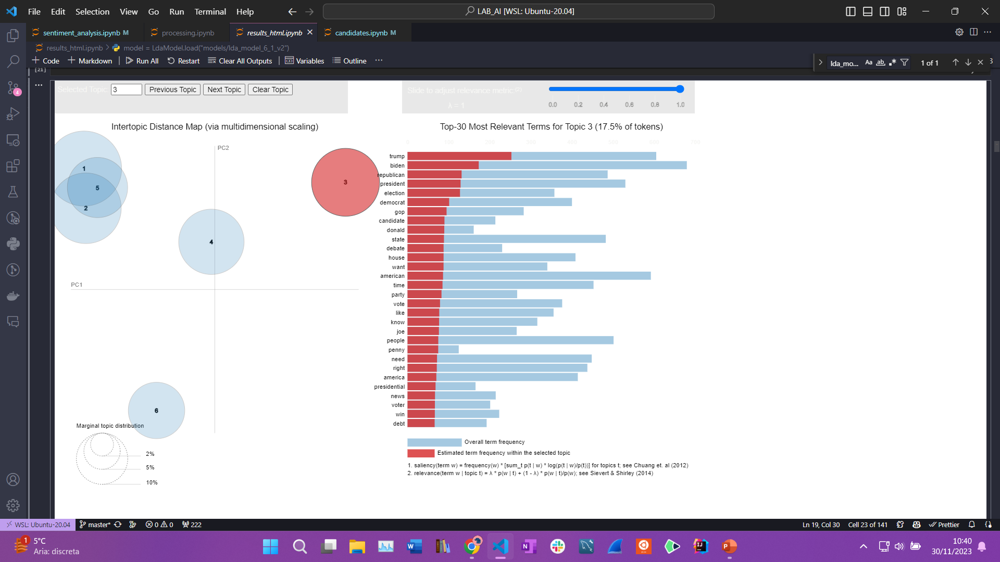 File Edit Selection View Go Run Terminal Help
LAB_AI [WSL: Ubuntu-20.04]
sentiment_analysis.ipynb M
processing.ipynb
results_html.ipynb
candidates.ipynb M
results_html.ipynb > model = LdaModel.load("models/lda_model_6_1_v2")
+ Code + Markdown | Run All Restart Clear All Outputs | Variables Outline ...
lda_mo... Aa ab .* 1 of 1
[21]
Selected Topic: 3 Previous Topic Next Topic Clear Topic
Slide to adjust relevance metric:(2)
λ = 1
0.0 0.2 0.4 0.6 0.8 1.0
Intertopic Distance Map (via multidimensional scaling)
PC2
PC1
1
5
2
3
4
6
Marginal topic distribution
2%
5%
10%
Top-30 Most Relevant Terms for Topic 3 (17.5% of tokens)
0 100 200 300 400 500 600 700
trump
biden
republican
president
election
democrat
gop
candidate
donald
state
debate
house
want
american
time
party
vote
like
know
joe
people
penny
need
right
america
presidential
news
voter
win
debt
Overall term frequency
Estimated term frequency within the selected topic
1. saliency(term w) = frequency(w) * [sum_t p(t | w) * log(p(t | w)/p(t))] for topics t; see Chuang et. al (2012)
2. relevance(term w | topic t) = λ * p(w | t) + (1 - λ) * p(w | t)/p(w); see Sievert & Shirley (2014)
4
WSL: Ubuntu-20.04 master* 0 0 222
Ln 19, Col 30 Cell 23 of 141 Prettier
1
5°C
Aria: discreta
10:40
30/11/2023